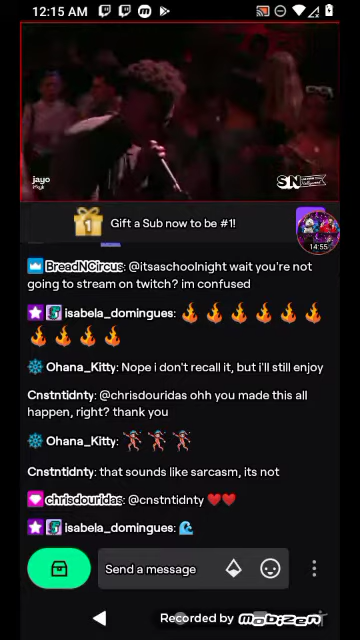 12:15 AM
jayo
SN
Gift a Sub now to be #1!
1
14:55
BreadNCircus: @itsaschoolnight wait you're not
going to stream on twitch? im confused
isabela_domingues: 🔥 🔥 🔥 🔥 🔥 🔥
🔥 🔥 🔥 🔥
Ohana_Kitty: Nope i don't recall it, but i'll still enjoy
Cnstntidnty: @chrisdouridas ohh you made this all
happen, right? thank you
Ohana_Kitty:
Cnstntidnty: that sounds like sarcasm, its not
chrisdouridas: @cnstntidnty ❤️❤️
isabela_domingues: 🌊
Send a message
Recorded by mobizen